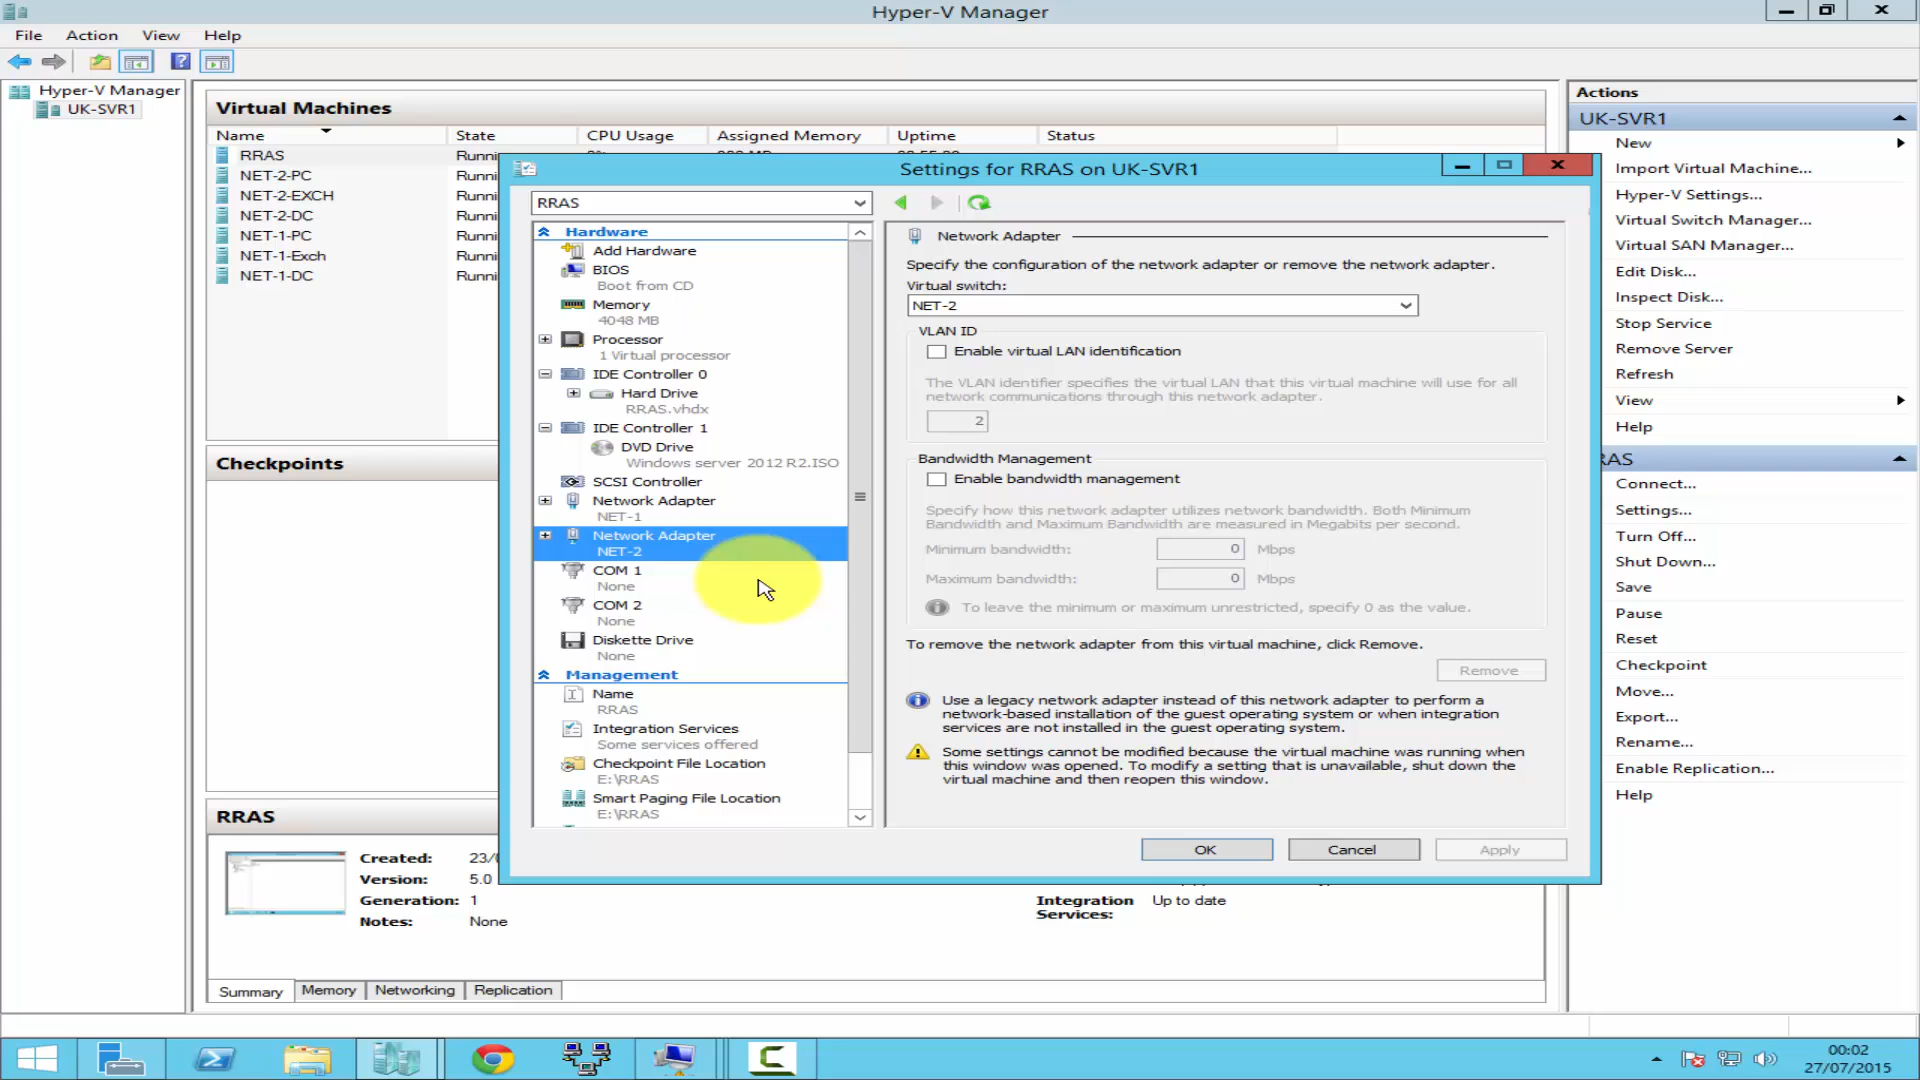 Hyper-V Manager
File Action View Help
Hyper-V Manager
UK-SVR1
Virtual Machines
Name State CPU Usage Assigned Memory Uptime Status
RRAS Runni
NET-2-PC Runni
NET-2-EXCH Runni
NET-2-DC Runni
NET-1-PC Runni
NET-1-Exch Runni
NET-1-DC Runni
Checkpoints
RRAS
Created: 23/0
Version: 5.0
Generation: 1
Notes: None
Integration Services: Up to date
Summary Memory Networking Replication
Settings for RRAS on UK-SVR1
RRAS
Hardware
Add Hardware
BIOS
Boot from CD
Memory
4048 MB
Processor
1 Virtual processor
IDE Controller 0
Hard Drive
RRAS.vhdx
IDE Controller 1
DVD Drive
Windows server 2012 R2.ISO
SCSI Controller
Network Adapter
NET-1
Network Adapter
NET-2
COM 1
None
COM 2
None
Diskette Drive
None
Management
Name
RRAS
Integration Services
Some services offered
Checkpoint File Location
E:\RRAS
Smart Paging File Location
E:\RRAS
Network Adapter
Specify the configuration of the network adapter or remove the network adapter.
Virtual switch:
NET-2
VLAN ID
Enable virtual LAN identification
The VLAN identifier specifies the virtual LAN that this virtual machine will use for all
network communications through this network adapter.
2
Bandwidth Management
Enable bandwidth management
Specify how this network adapter utilizes network bandwidth. Both Minimum
Bandwidth and Maximum Bandwidth are measured in Megabits per second.
Minimum bandwidth: 0 Mbps
Maximum bandwidth: 0 Mbps
To leave the minimum or maximum unrestricted, specify 0 as the value.
To remove the network adapter from this virtual machine, click Remove.
Remove
Use a legacy network adapter instead of this network adapter to perform a
network-based installation of the guest operating system or when integration
services are not installed in the guest operating system.
Some settings cannot be modified because the virtual machine was running when
this window was opened. To modify a setting that is unavailable, shut down the
virtual machine and then reopen this window.
OK Cancel Apply
Actions
UK-SVR1
New
Import Virtual Machine...
Hyper-V Settings...
Virtual Switch Manager...
Virtual SAN Manager...
Edit Disk...
Inspect Disk...
Stop Service
Remove Server
Refresh
View
Help
RAS
Connect...
Settings...
Turn Off...
Shut Down...
Save
Pause
Reset
Checkpoint
Move...
Export...
Rename...
Enable Replication...
Help
00:02
27/07/2015